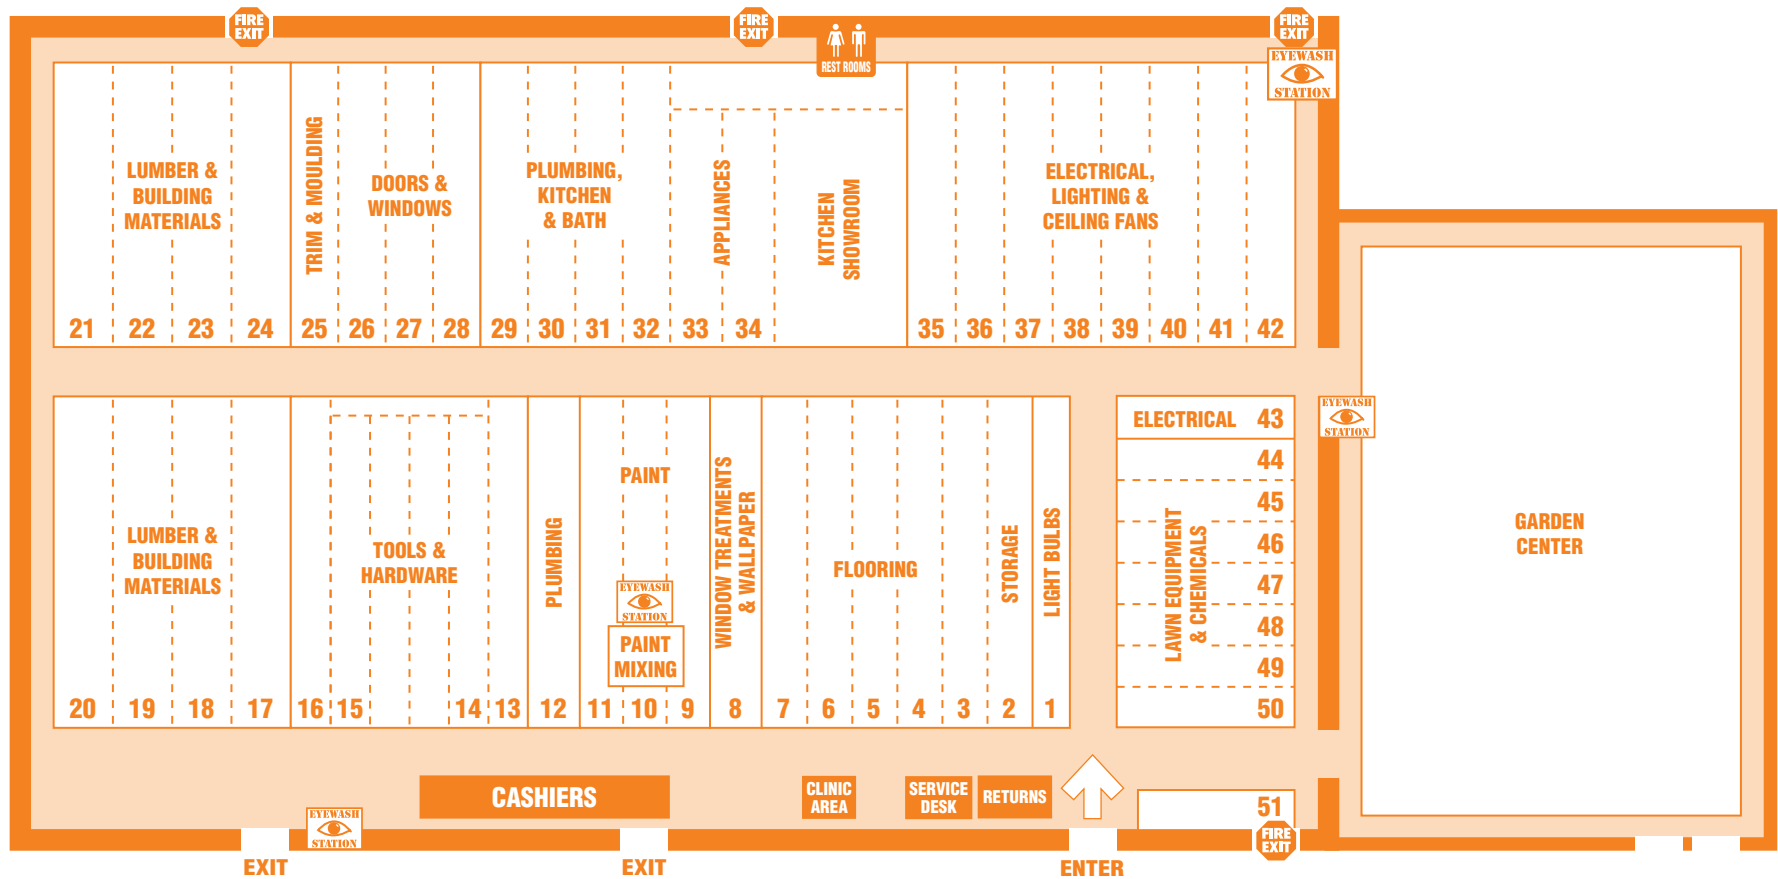 FIRE
EXIT
FIRE
EXIT
FIRE
EXIT
REST ROOMS
EYEWASH
STATION
LUMBER &
BUILDING
MATERIALS
TRIM & MOULDING
DOORS &
WINDOWS
PLUMBING,
KITCHEN
& BATH
APPLIANCES
KITCHEN
SHOWROOM
ELECTRICAL,
LIGHTING &
CEILING FANS
21 22 23 24 25 26 27 28 29 30 31 32 33 34 35 36 37 38 39 40 41 42
LUMBER &
BUILDING
MATERIALS
TOOLS &
HARDWARE
PLUMBING
PAINT
EYEWASH
STATION
PAINT
MIXING
WINDOW TREATMENTS
& WALLPAPER
FLOORING
STORAGE
LIGHT BULBS
20 19 18 17 16 15 14 13 12 11 10 9 8 7 6 5 4 3 2 1
ELECTRICAL 43
44
45
46
47
48
49
50
LAWN EQUIPMENT
& CHEMICALS
EYEWASH
STATION
GARDEN
CENTER
CASHIERS
CLINIC
AREA
SERVICE
DESK
RETURNS
51
EYEWASH
STATION
FIRE
EXIT
EXIT
EXIT
ENTER